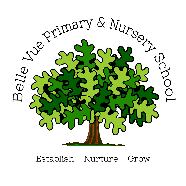 Belle Vue Primary & Nursery School
Establish Nurture Grow